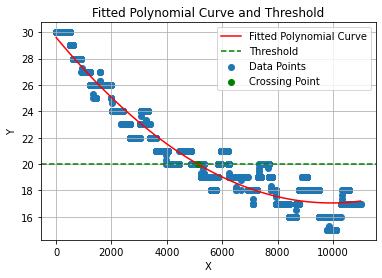 Fitted Polynomial Curve and Threshold
Fitted Polynomial Curve
Threshold
Data Points
Crossing Point
Y
30
28
26
24
22
20
18
16
0
2000
4000
6000
8000
10000
X